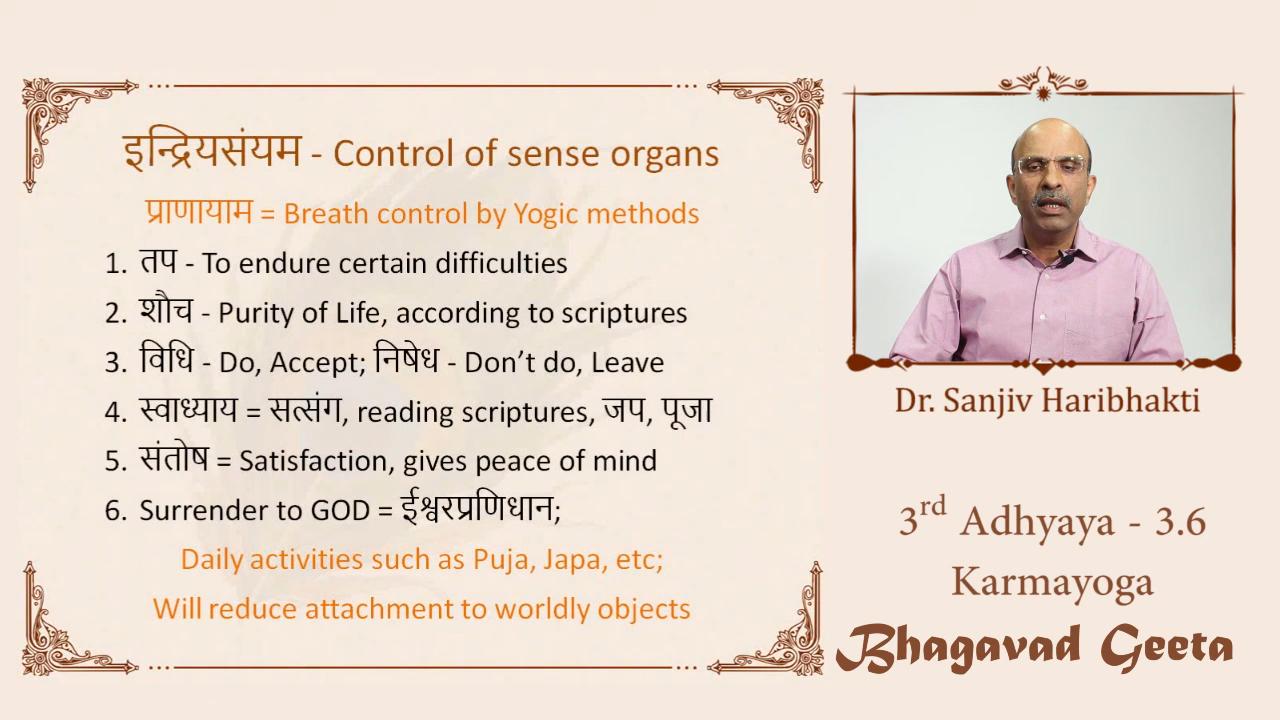 इन्द्रियसंयम - Control of sense organs
प्राणायाम = Breath control by Yogic methods
1. तप - To endure certain difficulties
2. शौच - Purity of Life, according to scriptures
3. विधि - Do, Accept; निषेध - Don’t do, Leave
4. स्वाध्याय = सत्संग, reading scriptures, जप, पूजा
5. संतोष = Satisfaction, gives peace of mind
6. Surrender to GOD = ईश्वरप्रणिधान;
Daily activities such as Puja, Japa, etc;
Will reduce attachment to worldly objects
Dr. Sanjiv Haribhakti
3rd Adhyaya - 3.6
Karmayoga
Bhagavad Geeta